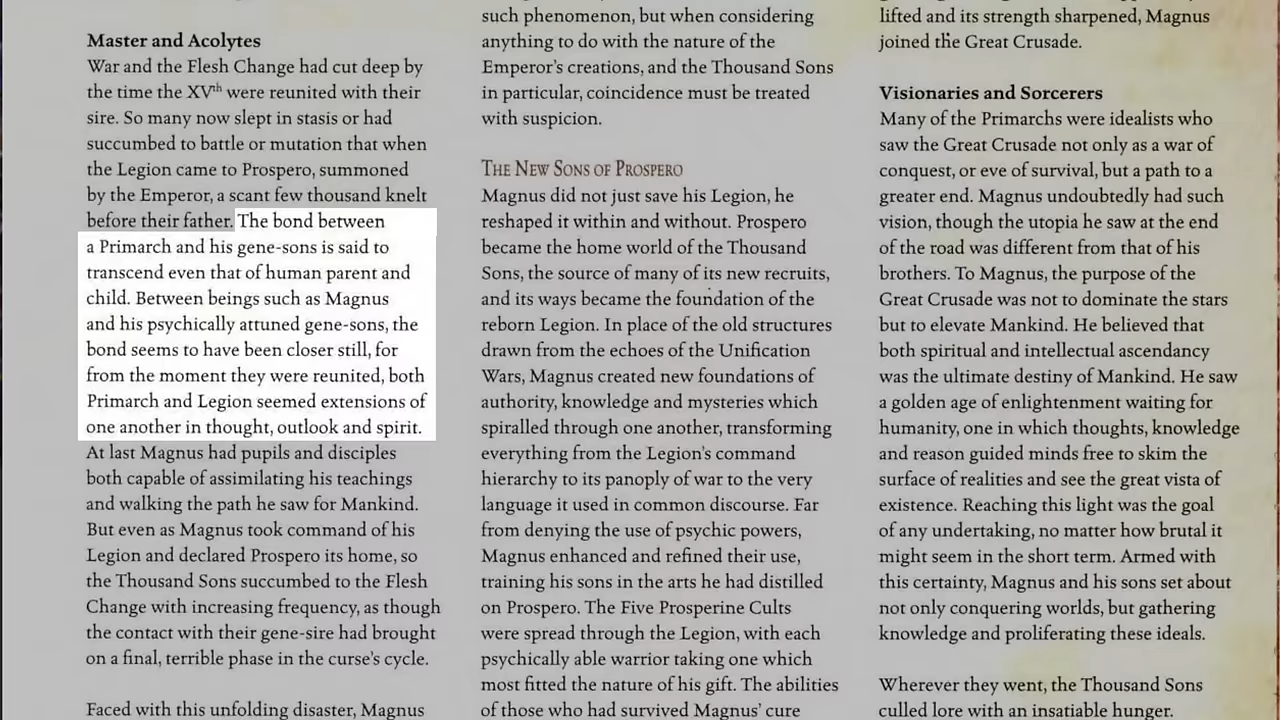 Master and Acolytes
War and the Flesh Change had cut deep by
the time the XVth were reunited with their
sire. So many now slept in stasis or had
succumbed to battle or mutation that when
the Legion came to Prospero, summoned
by the Emperor, a scant few thousand knelt
before their father. The bond between
a Primarch and his gene-sons is said to
transcend even that of human parent and
child. Between beings such as Magnus
and his psychically attuned gene-sons, the
bond seems to have been closer still, for
from the moment they were reunited, both
Primarch and Legion seemed extensions of
one another in thought, outlook and spirit.
At last Magnus had pupils and disciples
both capable of assimilating his teachings
and walking the path he saw for Mankind.
But even as Magnus took command of his
Legion and declared Prospero its home, so
the Thousand Sons succumbed to the Flesh
Change with increasing frequency, as though
the contact with their gene-sire had brought
on a final, terrible phase in the curse's cycle.
Faced with this unfolding disaster, Magnus
such phenomenon, but when considering
anything to do with the nature of the
Emperor's creations, and the Thousand Sons
in particular, coincidence must be treated
with suspicion.
The New Sons of Prospero
Magnus did not just save his Legion, he
reshaped it within and without. Prospero
became the home world of the Thousand
Sons, the source of many of its new recruits,
and its ways became the foundation of the
reborn Legion. In place of the old structures
drawn from the echoes of the Unification
Wars, Magnus created new foundations of
authority, knowledge and mysteries which
spiralled through one another, transforming
everything from the Legion's command
hierarchy to its panoply of war to the very
language it used in common discourse. Far
from denying the use of psychic powers,
Magnus enhanced and refined their use,
training his sons in the arts he had distilled
on Prospero. The Five Prosperine Cults
were spread through the Legion, with each
psychically able warrior taking one which
most fitted the nature of his gift. The abilities
of those who had survived Magnus' cure
lifted and its strength sharpened, Magnus
joined the Great Crusade.
Visionaries and Sorcerers
Many of the Primarchs were idealists who
saw the Great Crusade not only as a war of
conquest, or eve of survival, but a path to a
greater end. Magnus undoubtedly had such
vision, though the utopia he saw at the end
of the road was different from that of his
brothers. To Magnus, the purpose of the
Great Crusade was not to dominate the stars
but to elevate Mankind. He believed that
both spiritual and intellectual ascendancy
was the ultimate destiny of Mankind. He saw
a golden age of enlightenment waiting for
humanity, one in which thoughts, knowledge
and reason guided minds free to skim the
surface of realities and see the great vista of
existence. Reaching this light was the goal
of any undertaking, no matter how brutal it
might seem in the short term. Armed with
this certainty, Magnus and his sons set about
not only conquering worlds, but gathering
knowledge and proliferating these ideals.
Wherever they went, the Thousand Sons
culled lore with an insatiable hunger.